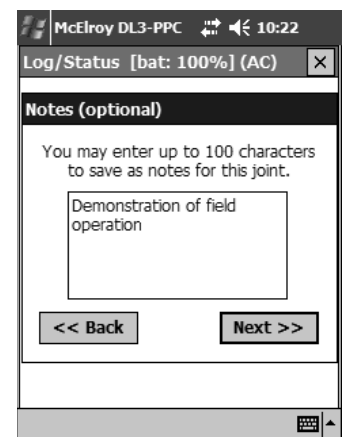 McElroy DL3-PPC 10:22
Log/Status [bat: 100%] (AC)
Notes (optional)
You may enter up to 100 characters
to save as notes for this joint.
Demonstration of field
operation
<< Back Next >>